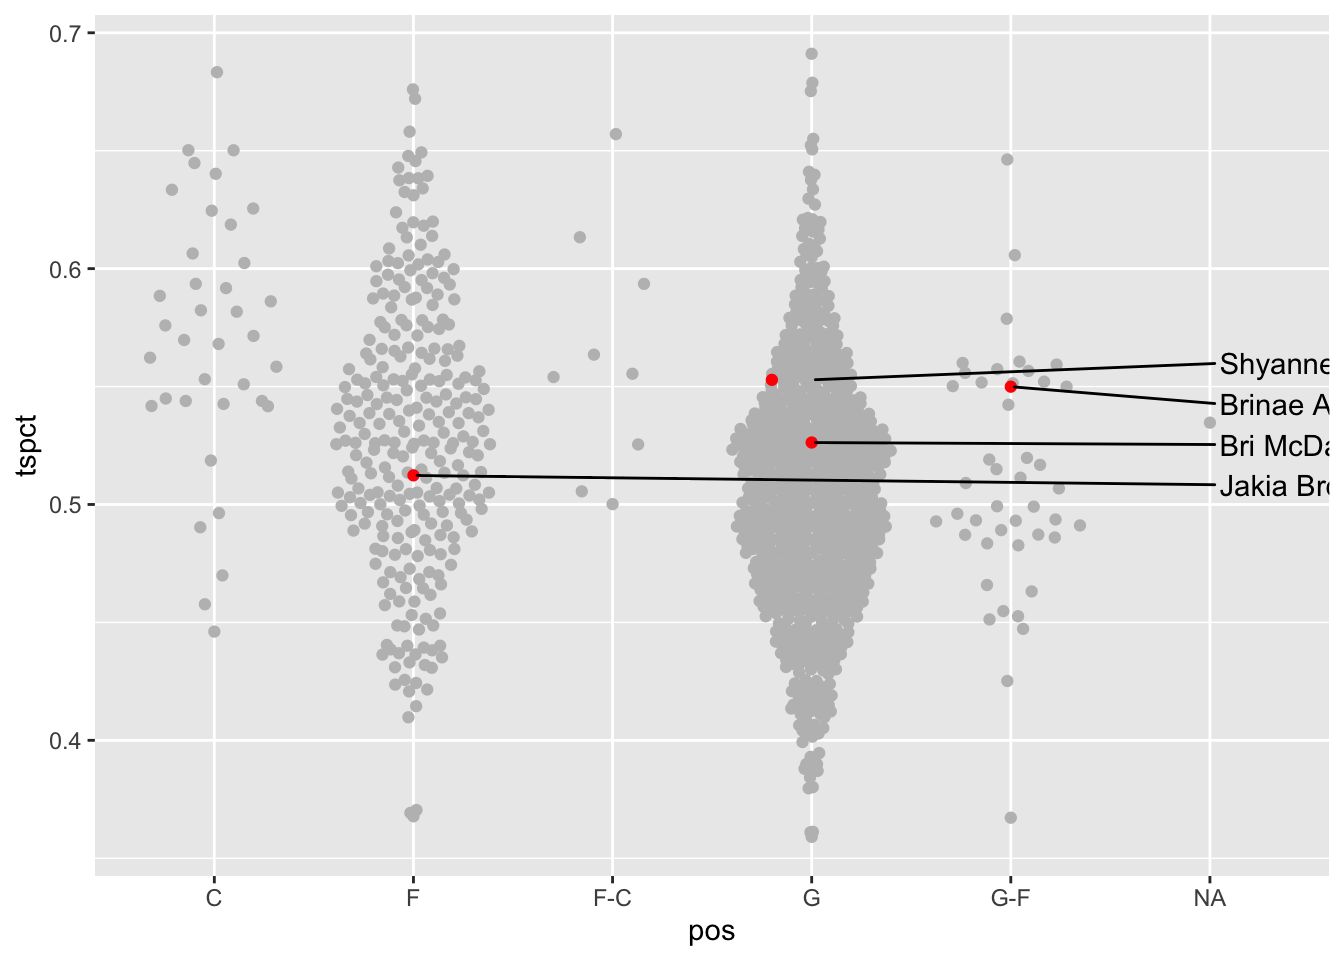 0.7
0.6
0.5
0.4
tspct
Shyanne
Brinae A
Bri McDa
Jakia Bro
C
F
F-C
G
G-F
NA
pos